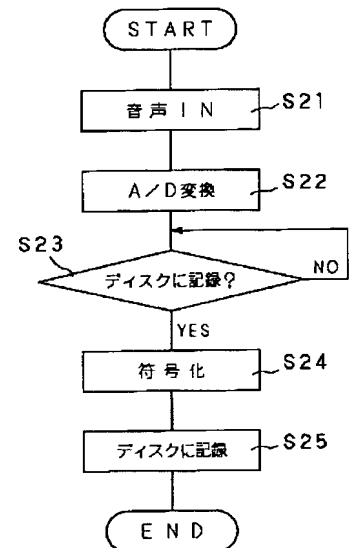 START
音声IN
S21
A/D変換
S22
S23
ディスクに記録?
NO
YES
符号化
S24
ディスクに記録
S25
END